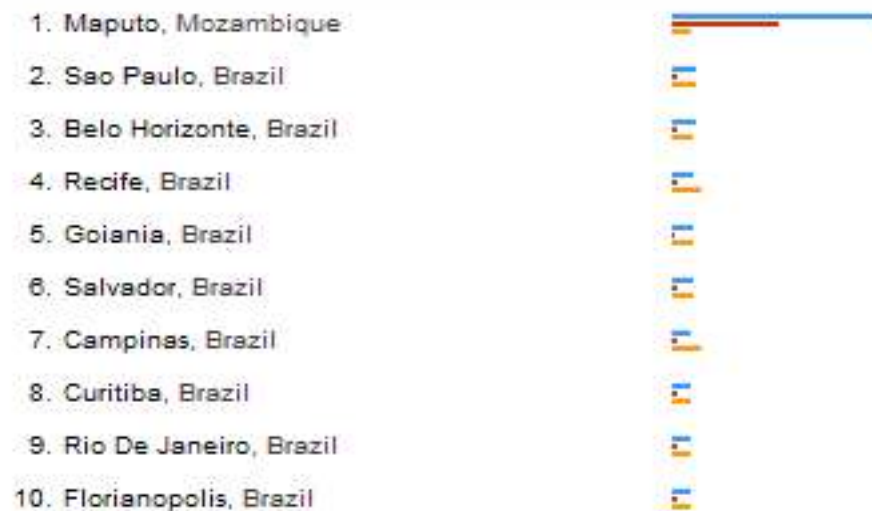 1. Maputo, Mozambique
2. Sao Paulo, Brazil
3. Belo Horizonte, Brazil
4. Recife, Brazil
5. Goiania, Brazil
6. Salvador, Brazil
7. Campinas, Brazil
8. Curitiba, Brazil
9. Rio De Janeiro, Brazil
10. Florianopolis, Brazil